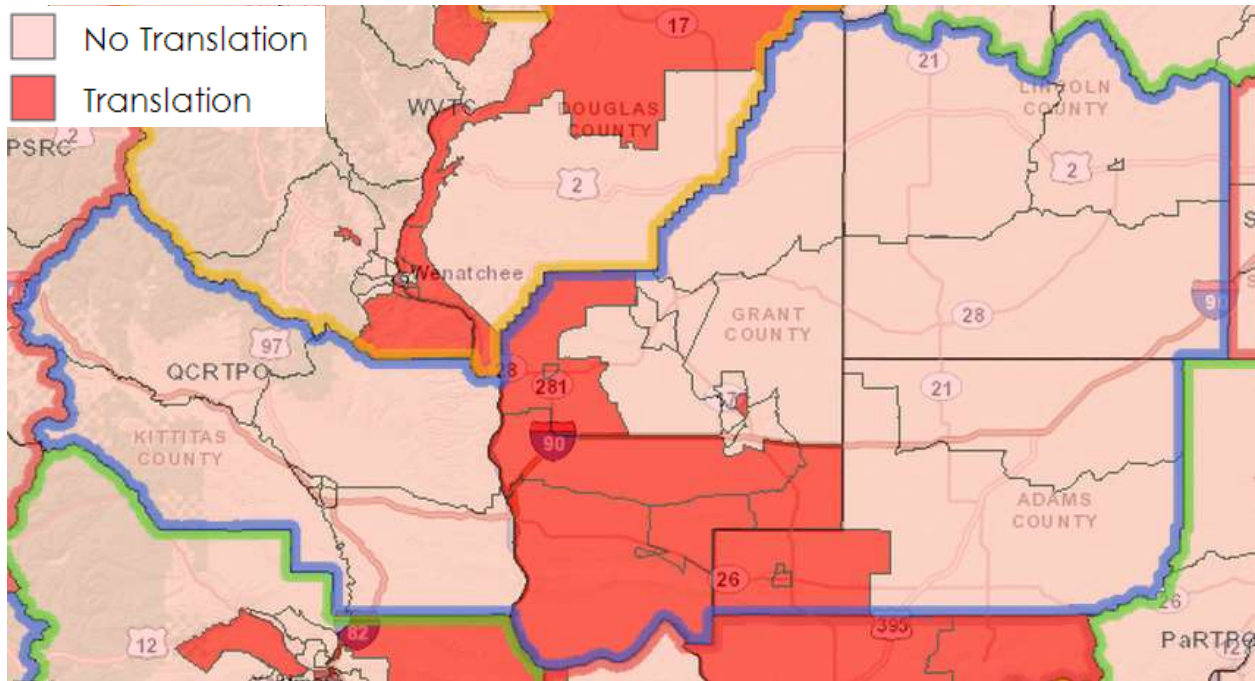 No Translation
Translation
17
21
WVTC
DOUGLAS
COUNTY
LINCOLN
COUNTY
2
PSRC
2
2
Wenatchee
90
28
GRANT
COUNTY
97
QCRTPO
28
281
21
KITTITAS
COUNTY
90
ADAMS
COUNTY
26
26
82
395
12
PaRTPO